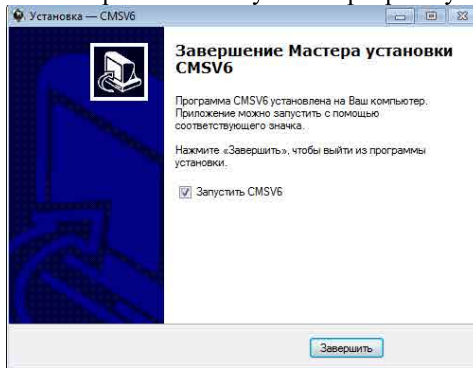 Установка — CMSV6
Завершение Мастера установки
CMSV6
Программа CMSV6 установлена на Ваш компьютер.
Приложение можно запустить с помощью
соответствующего значка.
Нажмите «Завершить», чтобы выйти из программы
установки.
Запустить CMSV6
Завершить